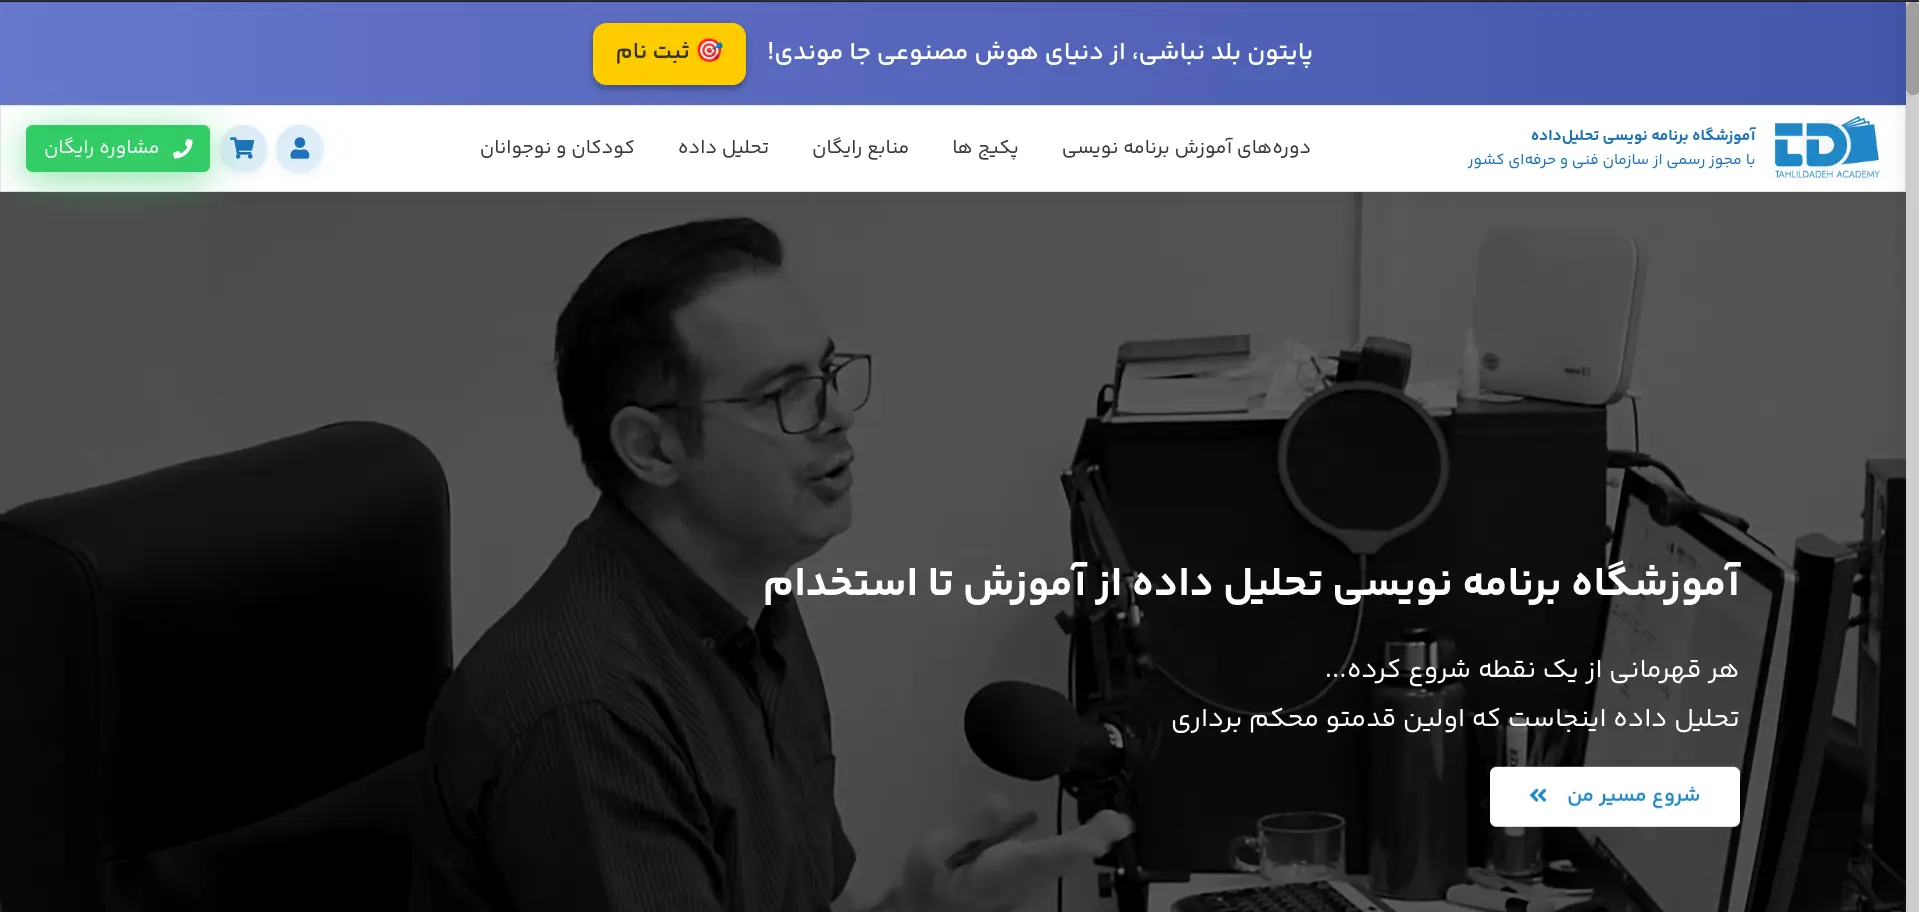 پایتون بلد نباشی، از دنیای هوش مصنوعی جا موندی!
🎯 ثبت نام
آموزشگاه برنامه نویسی تحلیل‌داده
با مجوز رسمی از سازمان فنی و حرفه‌ای کشور
TAHLILDADEH ACADEMY
دوره‌های آموزش برنامه نویسی
پکیج ها
منابع رایگان
تحلیل داده
کودکان و نوجوانان
مشاوره رایگان
آموزشگاه برنامه نویسی تحلیل داده از آموزش تا استخدام
هر قهرمانی از یک نقطه شروع کرده...
تحلیل داده اینجاست که اولین قدمتو محکم برداری
شروع مسیر من